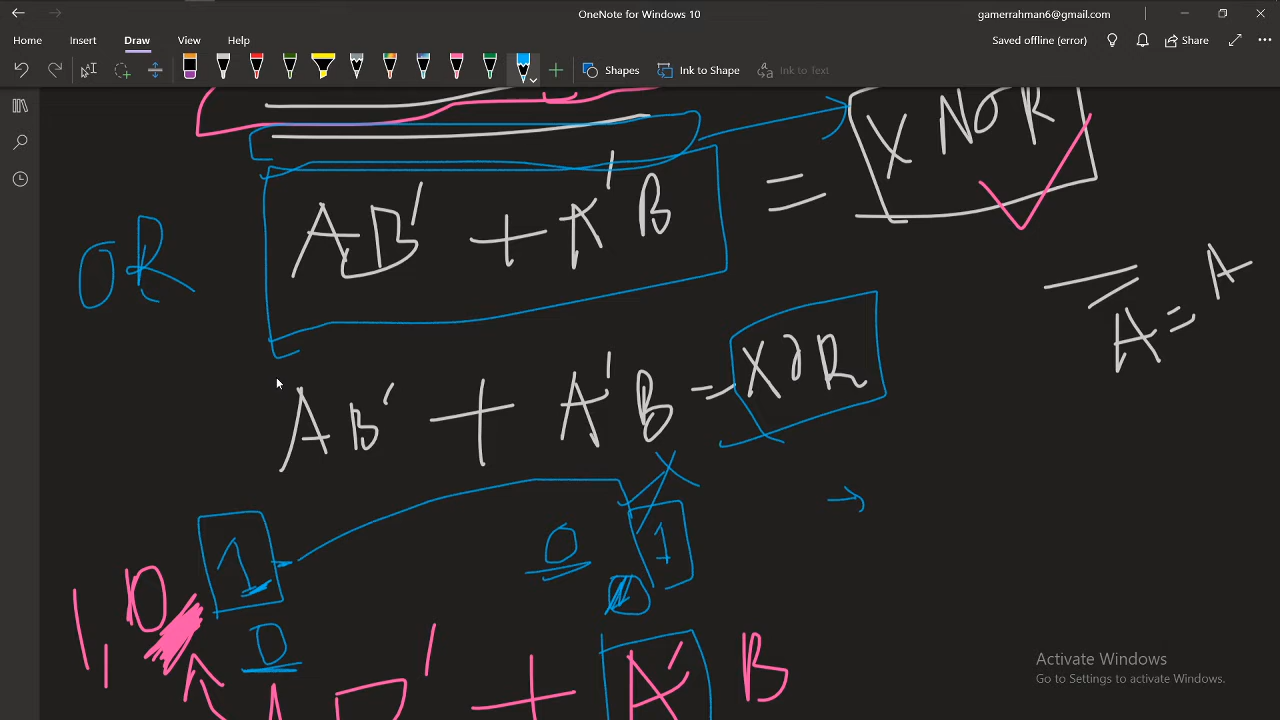 OneNote for Windows 10
gamerrahman6@gmail.com
Home Insert Draw View Help
Saved offline (error) Share
Shapes Ink to Shape Ink to Text
X NOR
AB' + A'B =
OR
A = A
AB' + A'B = XOR
1 0 1
1,0
0
AB' + A' B
Activate Windows
Go to Settings to activate Windows.